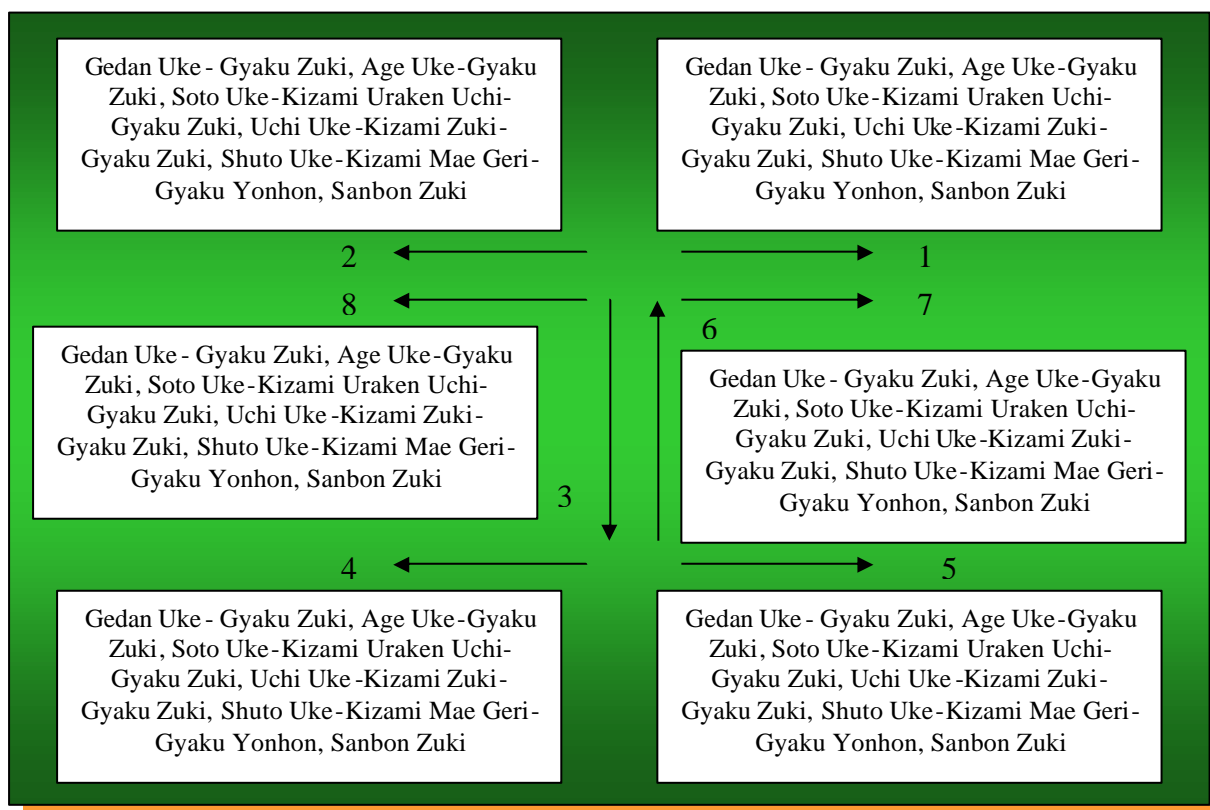 Gedan Uke - Gyaku Zuki, Age Uke-Gyaku
Zuki, Soto Uke-Kizami Uraken Uchi-
Gyaku Zuki, Uchi Uke-Kizami Zuki-
Gyaku Zuki, Shuto Uke-Kizami Mae Geri-
Gyaku Yonhon, Sanbon Zuki
Gedan Uke - Gyaku Zuki, Age Uke-Gyaku
Zuki, Soto Uke-Kizami Uraken Uchi-
Gyaku Zuki, Uchi Uke-Kizami Zuki-
Gyaku Zuki, Shuto Uke-Kizami Mae Geri-
Gyaku Yonhon, Sanbon Zuki
2
1
8
7
6
Gedan Uke - Gyaku Zuki, Age Uke-Gyaku
Zuki, Soto Uke-Kizami Uraken Uchi-
Gyaku Zuki, Uchi Uke-Kizami Zuki-
Gyaku Zuki, Shuto Uke-Kizami Mae Geri-
Gyaku Yonhon, Sanbon Zuki
Gedan Uke - Gyaku Zuki, Age Uke-Gyaku
Zuki, Soto Uke-Kizami Uraken Uchi-
Gyaku Zuki, Uchi Uke-Kizami Zuki-
Gyaku Zuki, Shuto Uke-Kizami Mae Geri-
Gyaku Yonhon, Sanbon Zuki
3
4
5
Gedan Uke - Gyaku Zuki, Age Uke-Gyaku
Zuki, Soto Uke-Kizami Uraken Uchi-
Gyaku Zuki, Uchi Uke-Kizami Zuki-
Gyaku Zuki, Shuto Uke-Kizami Mae Geri-
Gyaku Yonhon, Sanbon Zuki
Gedan Uke - Gyaku Zuki, Age Uke-Gyaku
Zuki, Soto Uke-Kizami Uraken Uchi-
Gyaku Zuki, Uchi Uke-Kizami Zuki-
Gyaku Zuki, Shuto Uke-Kizami Mae Geri-
Gyaku Yonhon, Sanbon Zuki